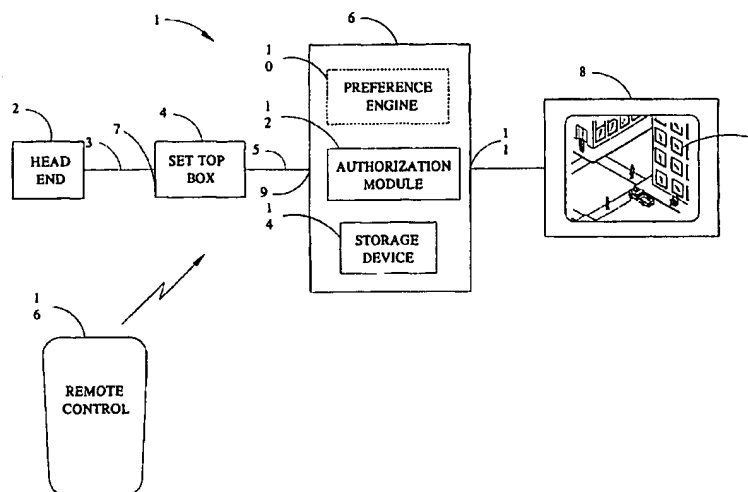 1
6
1
0
PREFERENCE
ENGINE
8
2
4
1
2
HEAD
END
3
7
SET TOP
BOX
5
9
AUTHORIZATION
MODULE
1
1
1
4
STORAGE
DEVICE
1
6
REMOTE
CONTROL